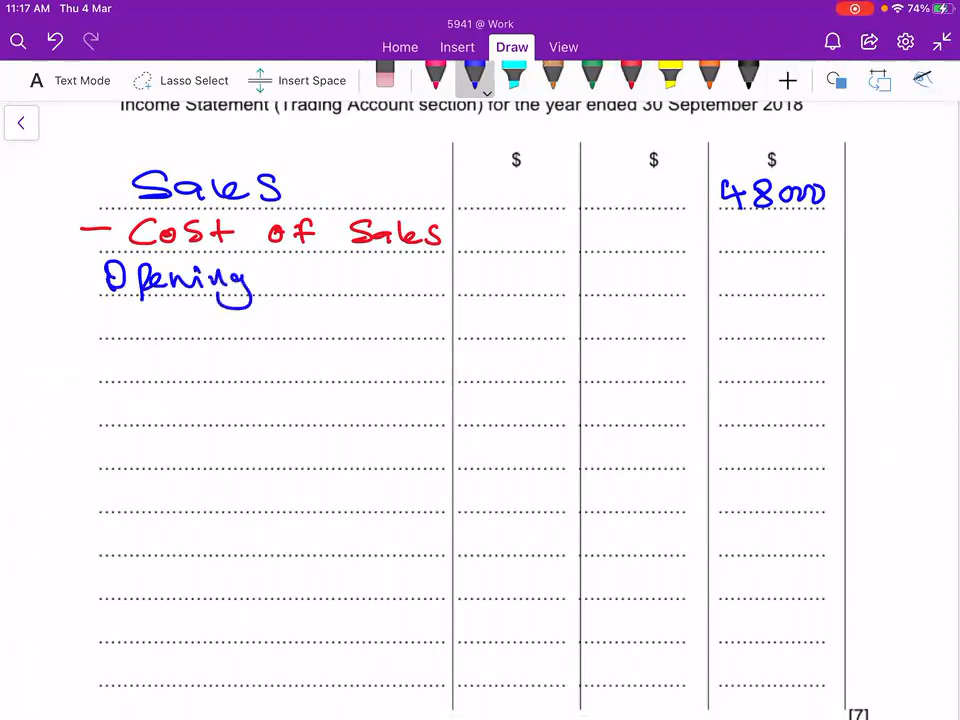 11:17 AM Thu 4 Mar 74%
5941 @ Work
Home Insert Draw View
A Text Mode Lasso Select Insert Space
Income Statement (Trading Account section) for the year ended 30 September 2018
$ $ $
Sales 48000
- Cost of Sales
Opening
[7]